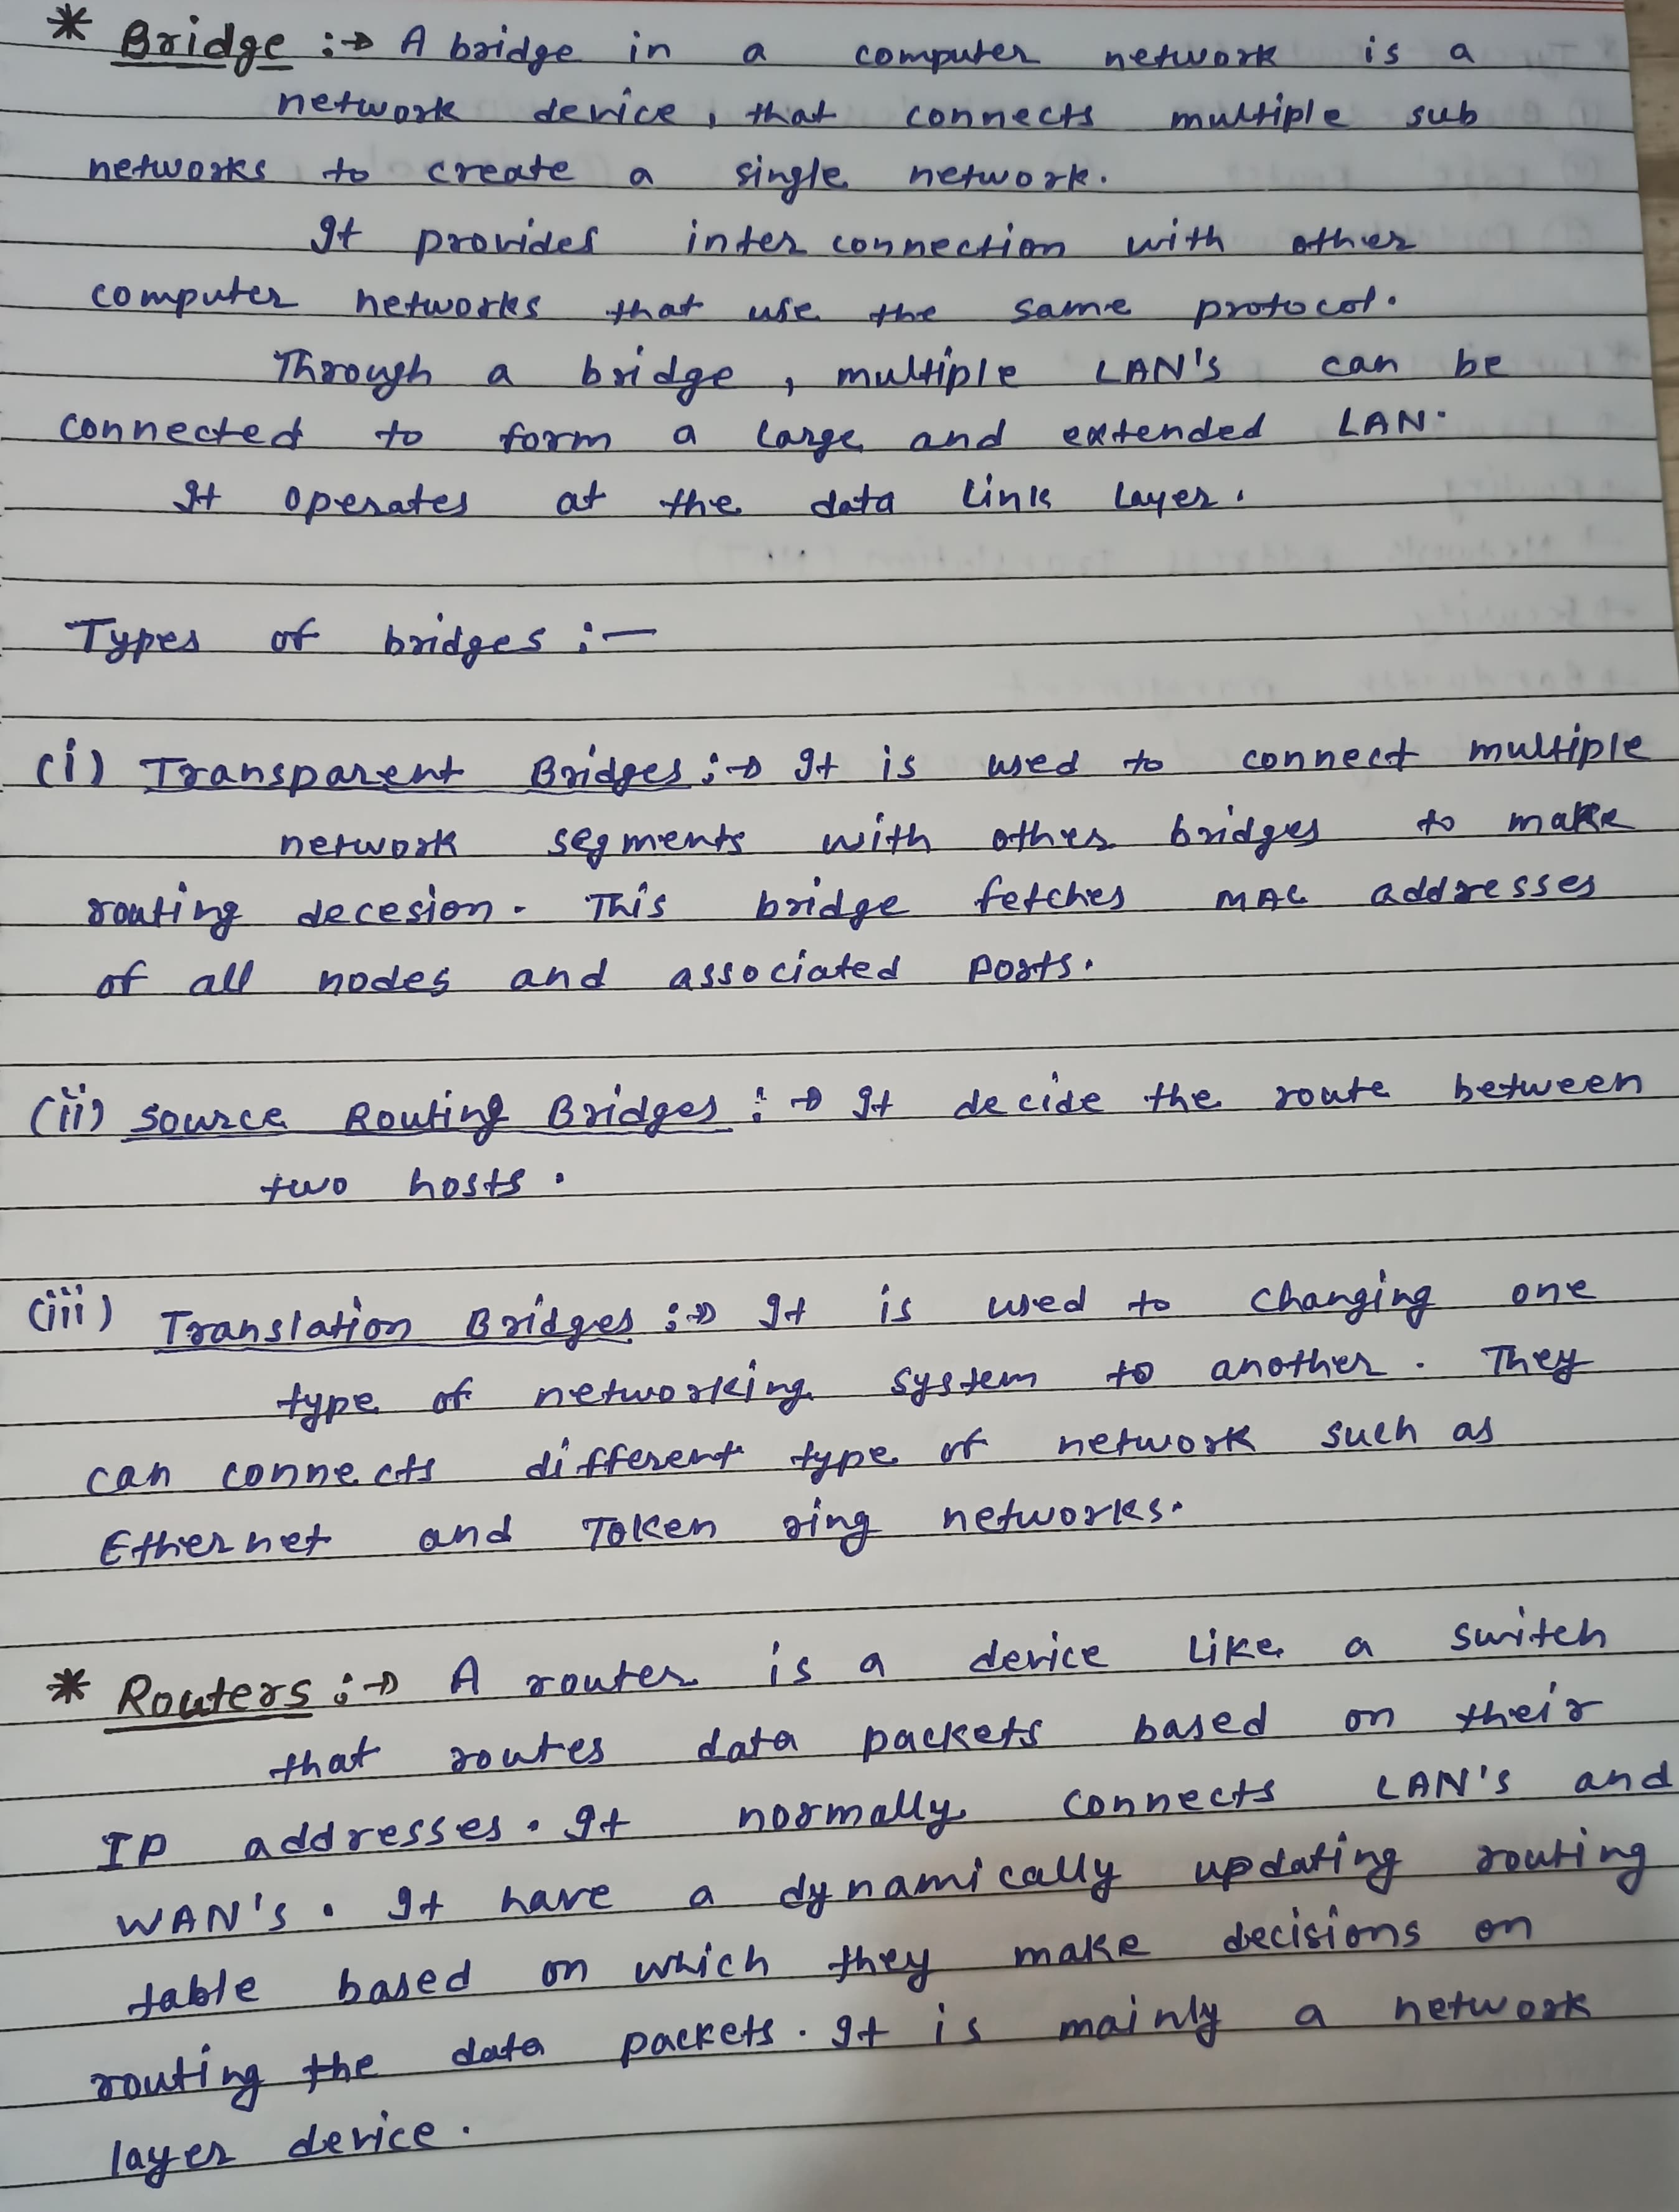 * Bridge :→ A bridge in a computer network is a
network device, that connects multiple sub
networks to create a single network.
It provides inter connection with other
computer networks that use the same protocol.
Through a bridge, multiple LAN's can be
connected to form a large and extended LAN.
It operates at the data link layer.
Types of bridges :—
(i) Transparent Bridges :→ It is used to connect multiple
network segments with other bridges to make
routing decesion. This bridge fetches MAC addresses
of all nodes and associated ports.
(ii) Source Routing Bridges :→ It decide the route between
two hosts.
(iii) Translation Bridges :→ It is used to changing one
type of networking system to another. They
can connects different type of network such as
Ethernet and Token ring networks.
* Routers :→ A router is a device like a switch
that routes data packets based on their
IP addresses. It normally connects LAN's and
WAN's. It have a dynamically updating routing
table based on which they make decisions on
routing the data packets. It is mainly a network
layer device.